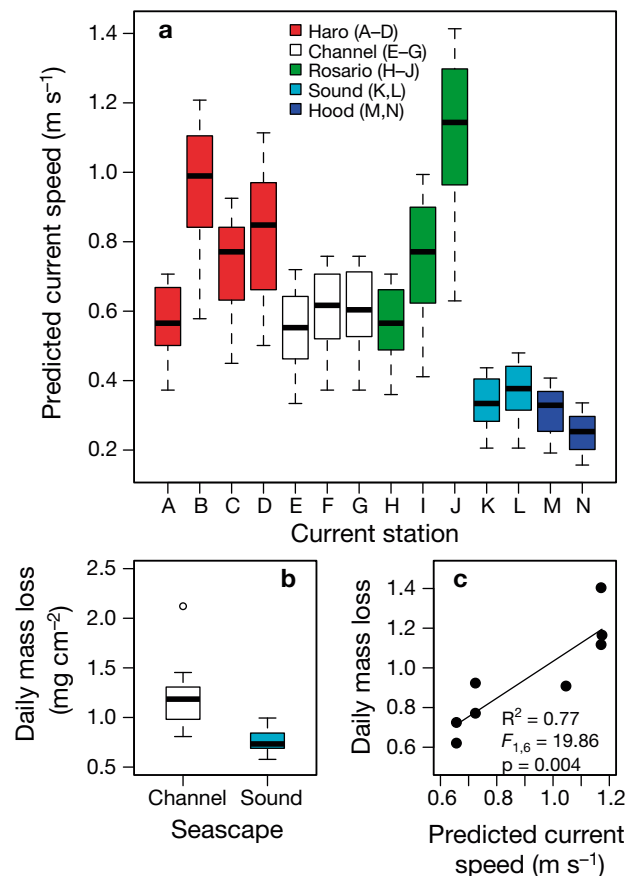 a
Haro (A–D)
Channel (E–G)
Rosario (H–J)
Sound (K,L)
Hood (M,N)
Predicted current speed (m s⁻¹)
1.4
1.2
1.0
0.8
0.6
0.4
0.2
A B C D E F G H I J K L M N
Current station
b
Daily mass loss
(mg cm⁻²)
2.5
2.0
1.5
1.0
0.5
Channel Sound
Seascape
c
Daily mass loss
1.4
1.2
1.0
0.8
0.6
R² = 0.77
F1,6 = 19.86
p = 0.004
0.6 0.8 1.0 1.2
Predicted current
speed (m s⁻¹)